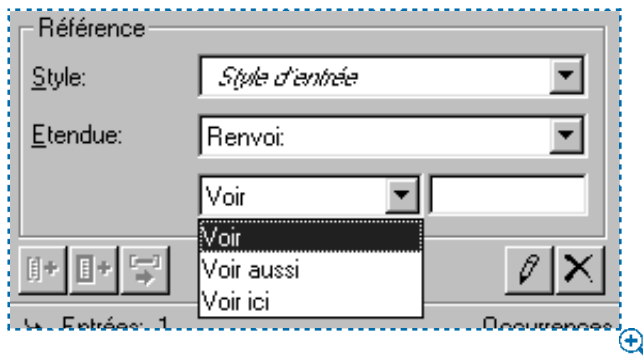 Référence
Style:
Style d'entrée
Etendue:
Renvoi:
Voir
Voir
Voir aussi
Voir ici
Entrées: 1
Occurrences